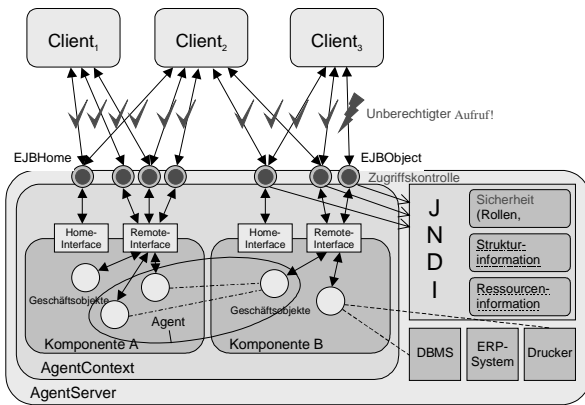 Client1
Client2
Client3
Unberechtigter Aufruf!
EJBHome
EJBObject
Zugriffskontrolle
J
N
D
I
Sicherheit
(Rollen,
Struktur-
information
Ressourcen-
information
Home-
Interface
Remote-
Interface
Home-
Interface
Remote-
Interface
Geschäftsobjekte
Geschäftsobjekte
Agent
Komponente A
Komponente B
AgentContext
AgentServer
DBMS
ERP-
System
Drucker